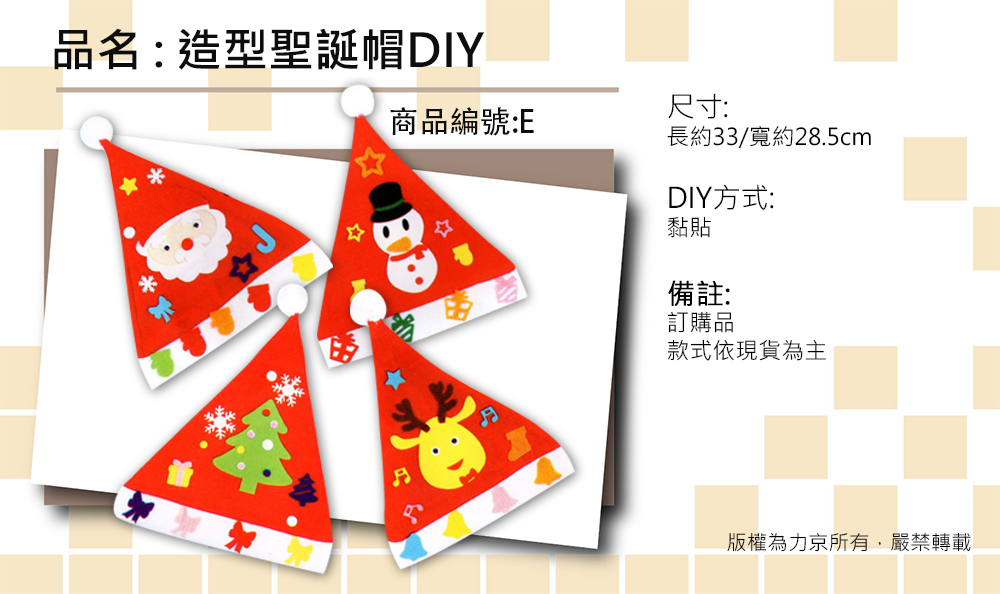 品名 : 造型聖誕帽DIY
商品編號:E
尺寸:
長約33/寬約28.5cm
DIY方式:
黏貼
備註:
訂購品
款式依現貨為主
版權為力京所有，嚴禁轉載